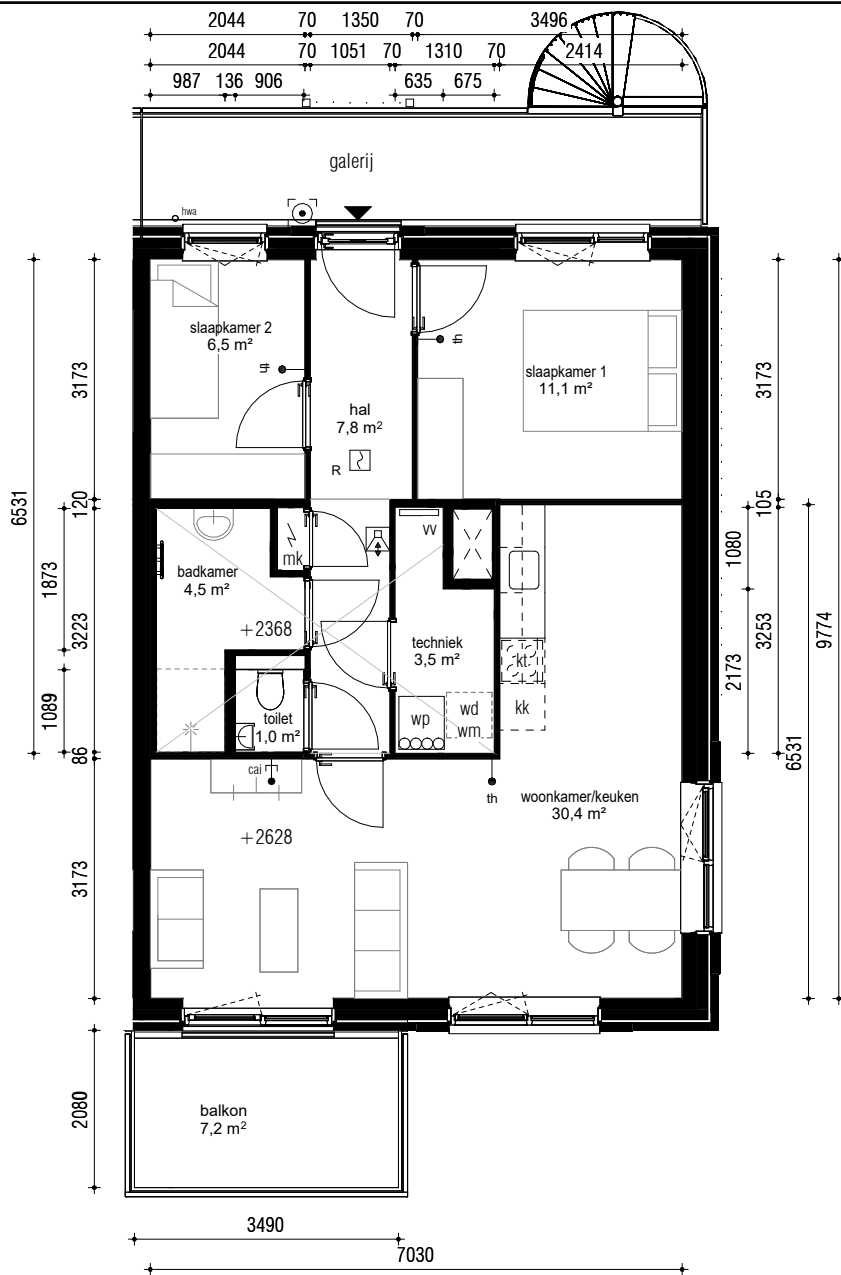 2044 70 1350 70 3496
2044 70 1051 70 1310 70 2414
987 136 906 635 675
galerij
hwa
slaapkamer 2
6,5 m²
th
th
slaapkamer 1
11,1 m²
hal
7,8 m²
R
3173
6531
120
1873
3223
1089
86
3173
2080
3173
105
1080
3253
2173
9774
6531
mk
vv
badkamer
4,5 m²
+2368
techniek
3,5 m²
kt
kk
wp
wd
wm
toilet
1,0 m²
cai
th
woonkamer/keuken
30,4 m²
+2628
balkon
7,2 m²
3490
7030